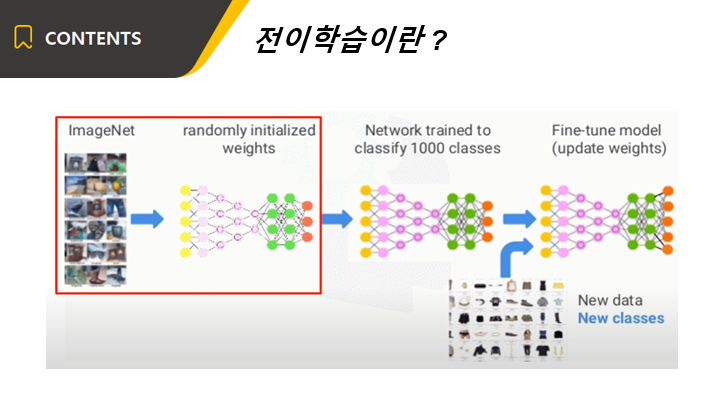 CONTENTS
전이학습이란 ?
ImageNet
randomly initialized
weights
Network trained to
classify 1000 classes
Fine-tune model
(update weights)
New data
New classes